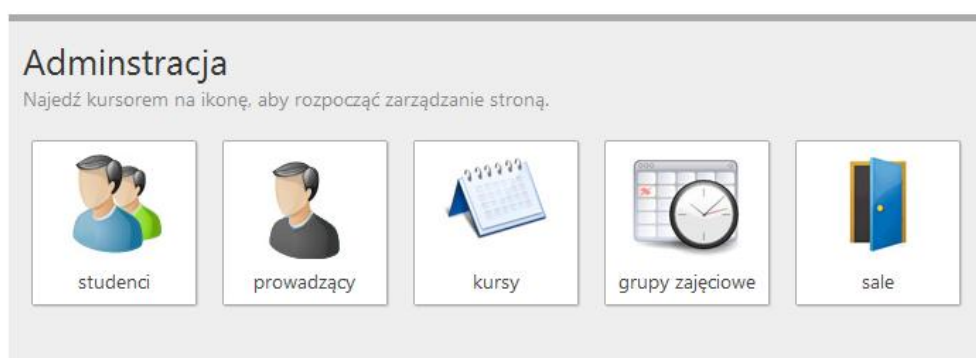 Adminstracja
Najedź kursorem na ikonę, aby rozpocząć zarządzanie stroną.
studenci
prowadzący
kursy
grupy zajęciowe
sale